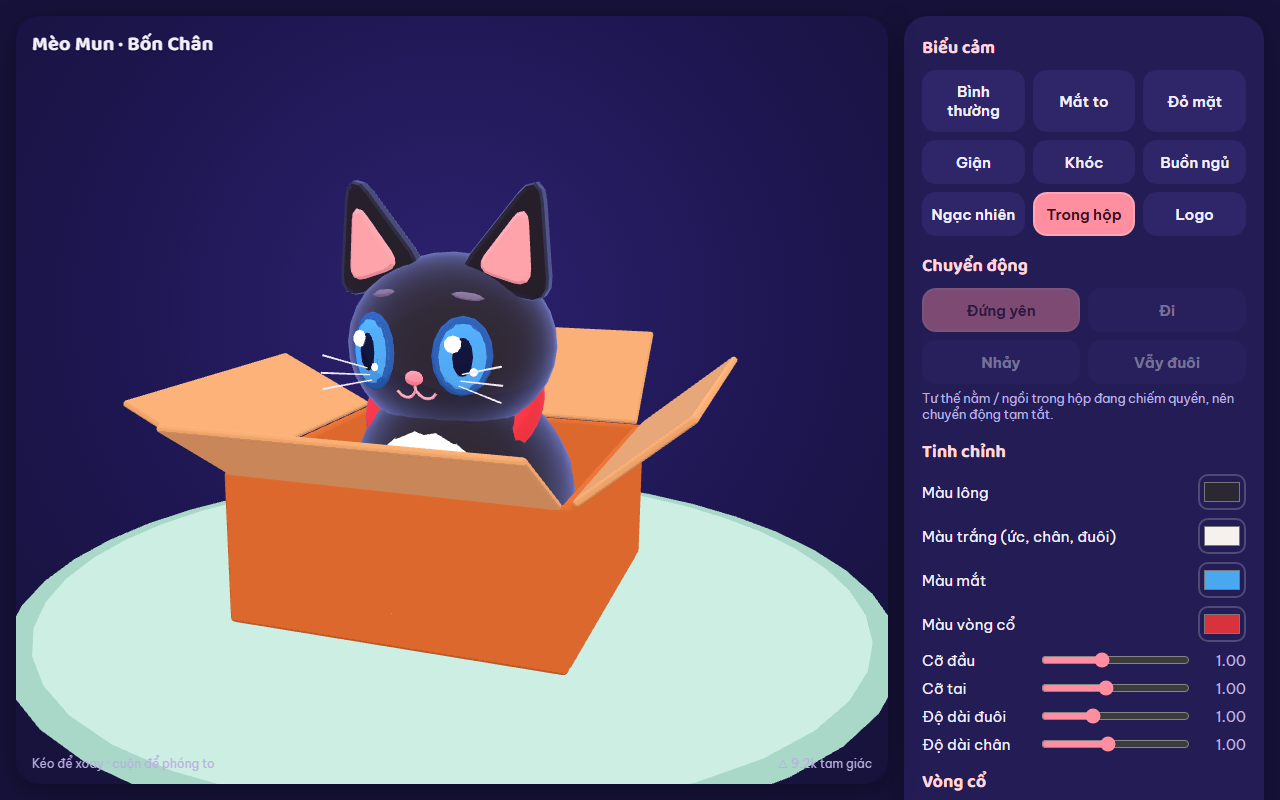 Mèo Mun · Bốn Chân
Kéo để xoay · cuộn để phóng to
△ 9.2k tam giác
Biểu cảm
Bình
thường
Mắt to
Đỏ mặt
Giận
Khóc
Buồn ngủ
Ngạc nhiên
Trong hộp
Logo
Chuyển động
Đứng yên
Đi
Nhảy
Vẫy đuôi
Tư thế nằm / ngồi trong hộp đang chiếm quyền, nên
chuyển động tạm tắt.
Tinh chỉnh
Màu lông
Màu trắng (ức, chân, đuôi)
Màu mắt
Màu vòng cổ
Cỡ đầu 1.00
Cỡ tai 1.00
Độ dài đuôi 1.00
Độ dài chân 1.00
Vòng cổ